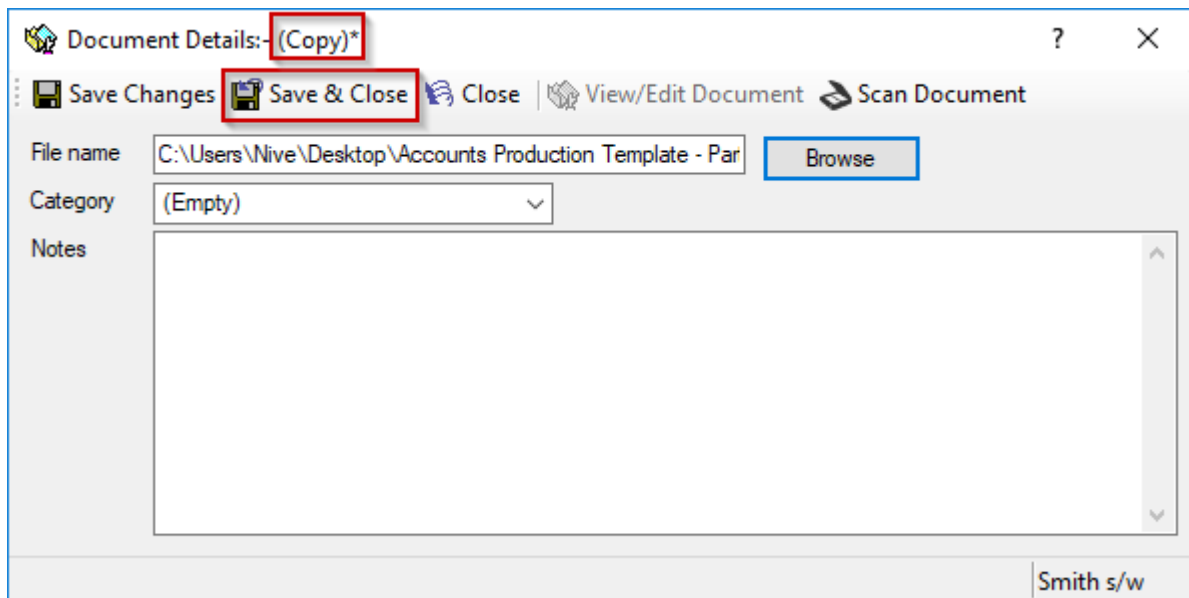 Document Details:- (Copy)* ?
Save Changes Save & Close Close View/Edit Document Scan Document
File name C:\Users\Nive\Desktop\Accounts Production Template - Par Browse
Category (Empty)
Notes
Smith s/w